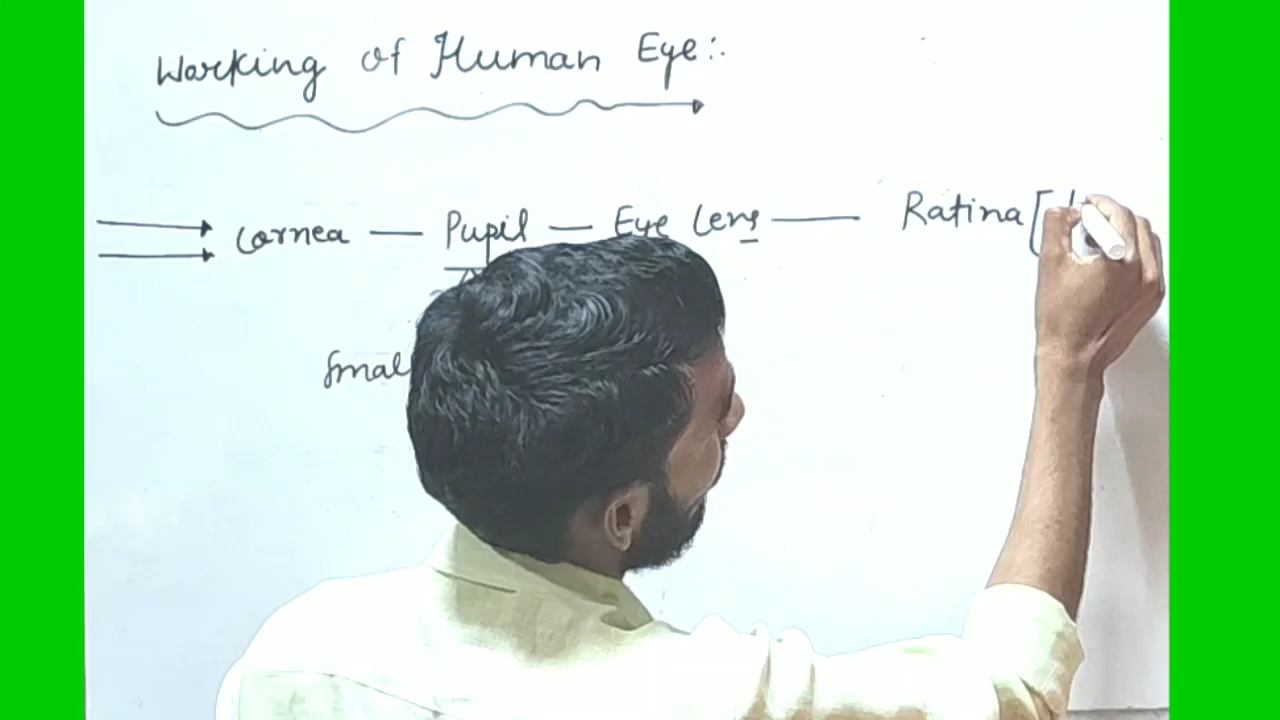 Working of Human Eye:.
Cornea — Pupil — Eye Lens — Ratina [
Smal